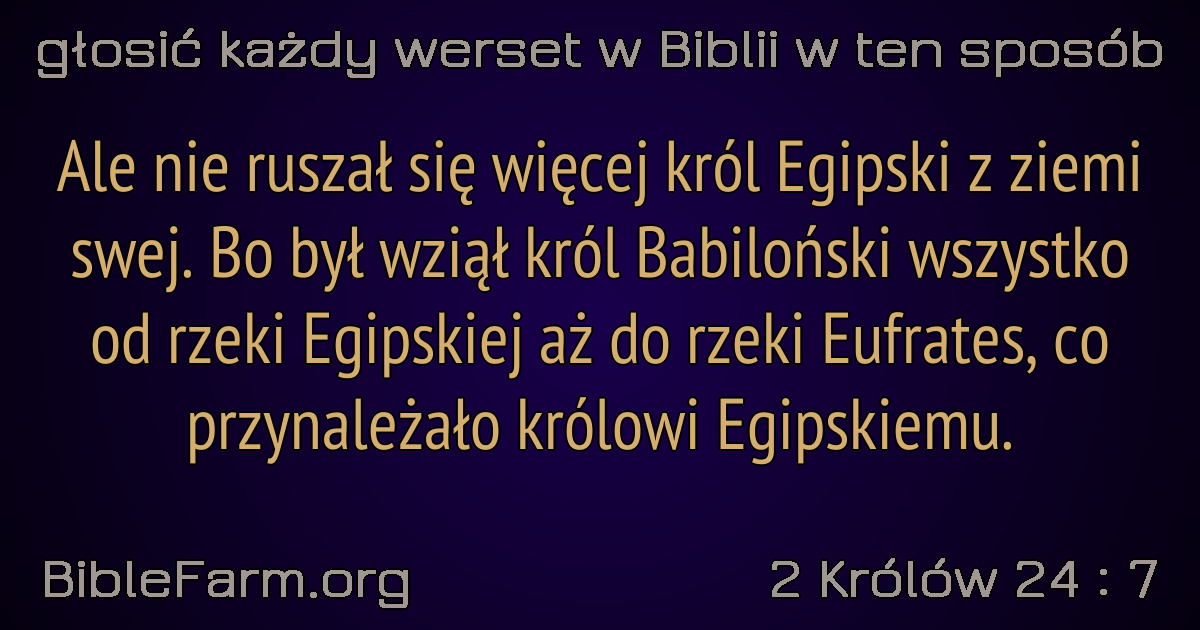 głosić każdy werset w Biblii w ten sposób
Ale nie ruszał się więcej król Egipski z ziemi
swej. Bo był wziął król Babiloński wszystko
od rzeki Egipskiej aż do rzeki Eufrates, co
przynależało królowi Egipskiemu.
BibleFarm.org
2 Królów 24 : 7